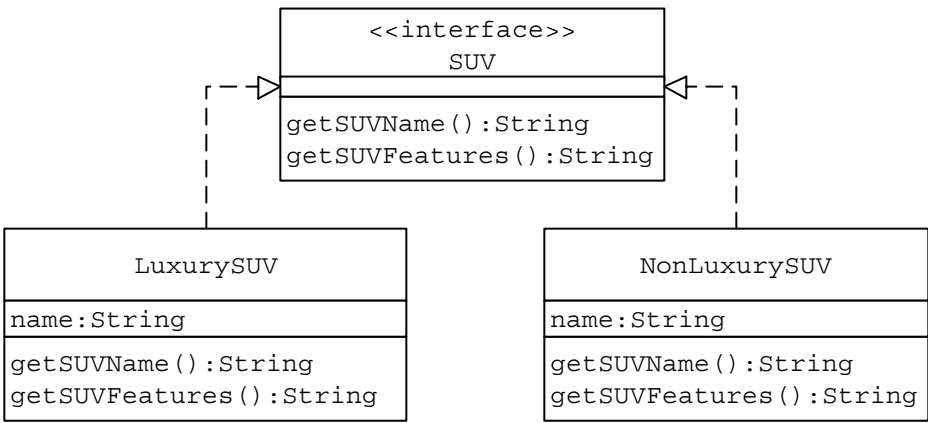 <<interface>>
SUV
getSUVName():String
getSUVFeatures():String
LuxurySUV
name:String
getSUVName():String
getSUVFeatures():String
NonLuxurySUV
name:String
getSUVName():String
getSUVFeatures():String